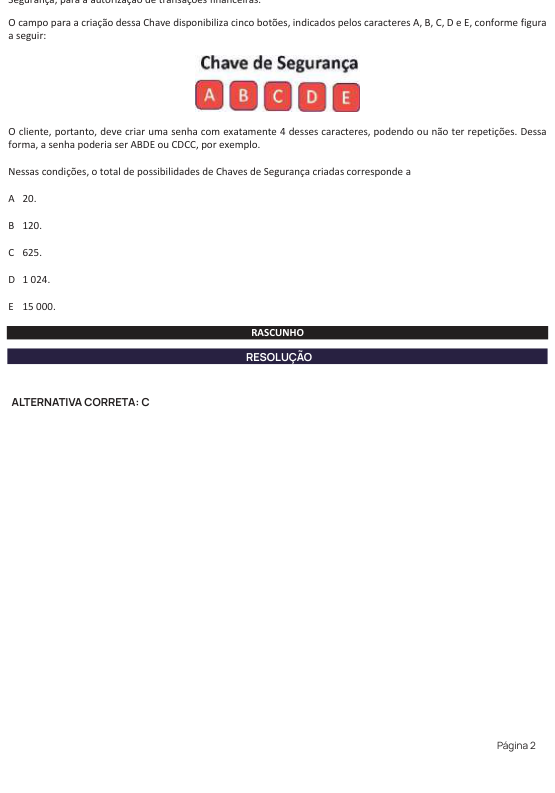 Segurança, para a autorização de transações financeiras.
O campo para a criação dessa Chave disponibiliza cinco botões, indicados pelos caracteres A, B, C, D e E, conforme figura
a seguir:
Chave de Segurança
A B C D E
O cliente, portanto, deve criar uma senha com exatamente 4 desses caracteres, podendo ou não ter repetições. Dessa
forma, a senha poderia ser ABDE ou CDCC, por exemplo.
Nessas condições, o total de possibilidades de Chaves de Segurança criadas corresponde a
A 20.
B 120.
C 625.
D 1 024.
E 15 000.
RASCUNHO
RESOLUÇÃO
ALTERNATIVA CORRETA: C
Página 2